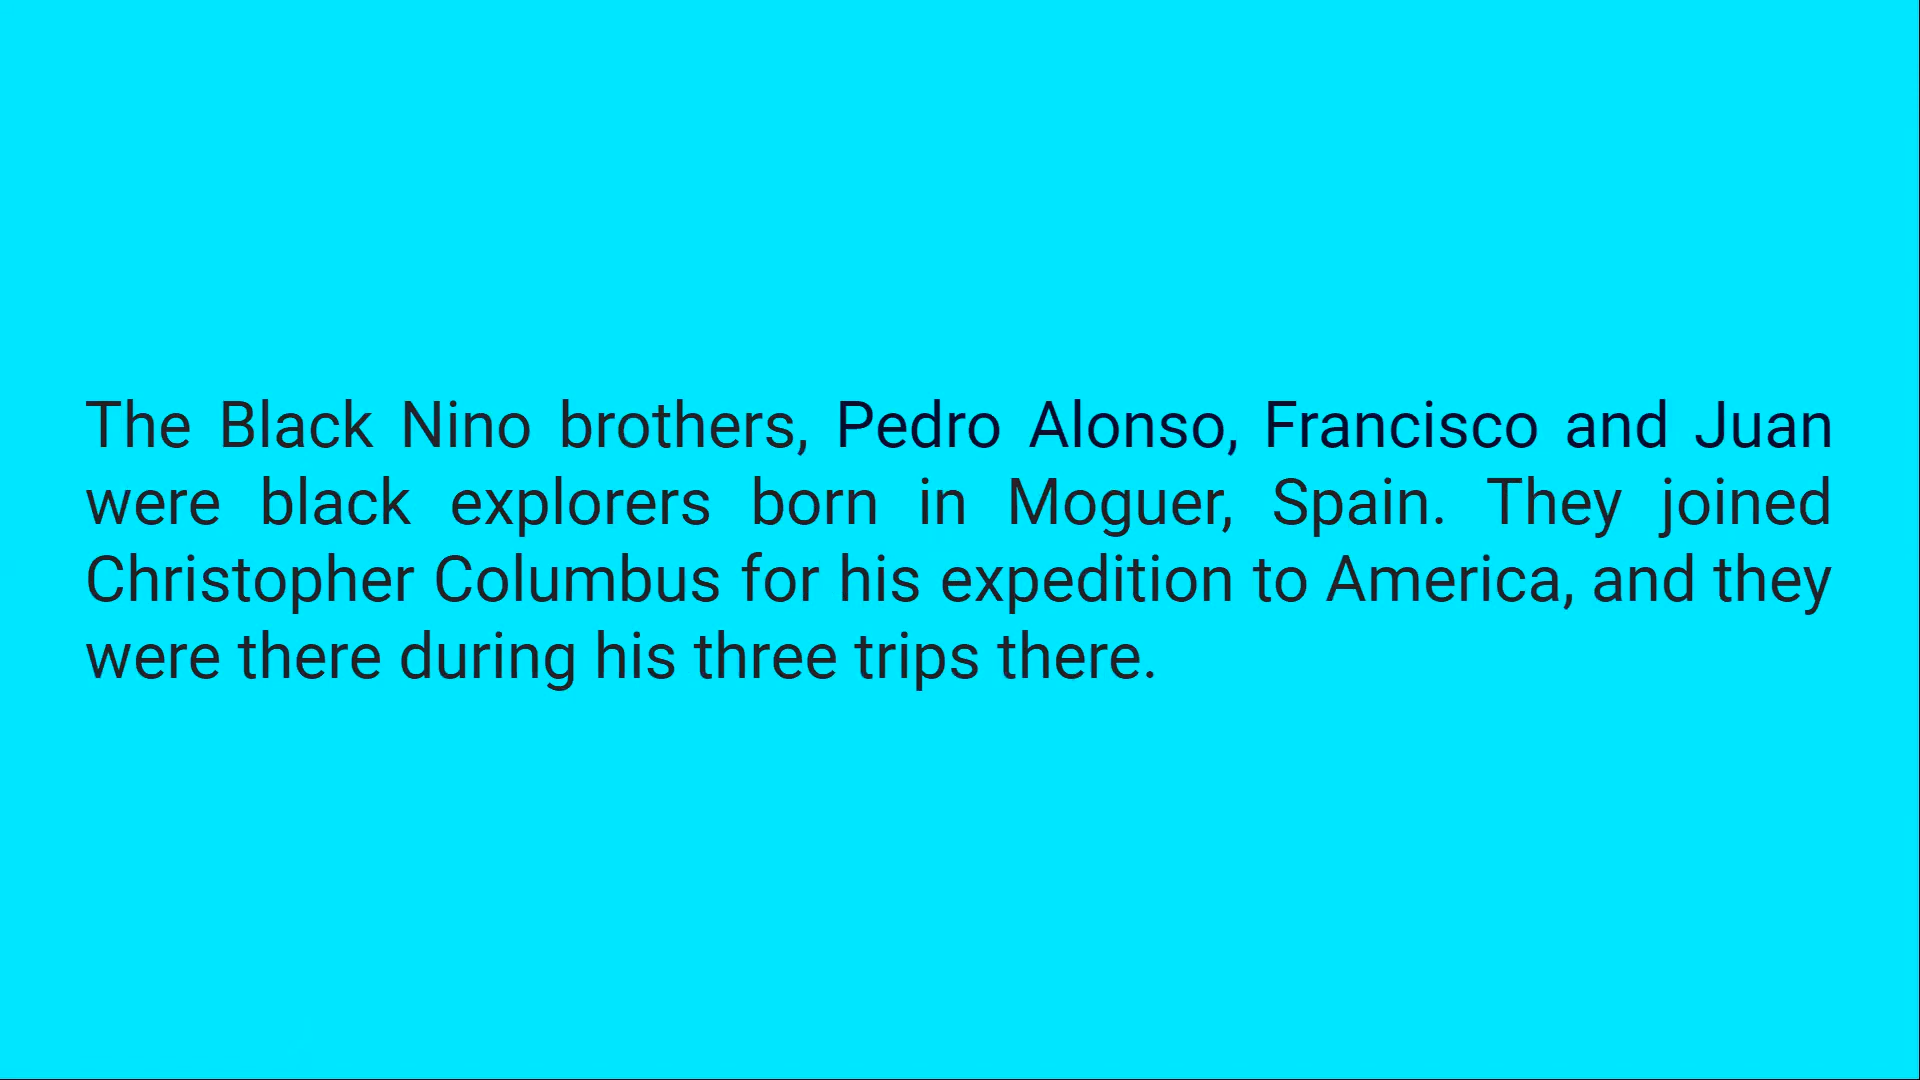 The Black Nino brothers, Pedro Alonso, Francisco and Juan
were black explorers born in Moguer, Spain. They joined
Christopher Columbus for his expedition to America, and they
were there during his three trips there.